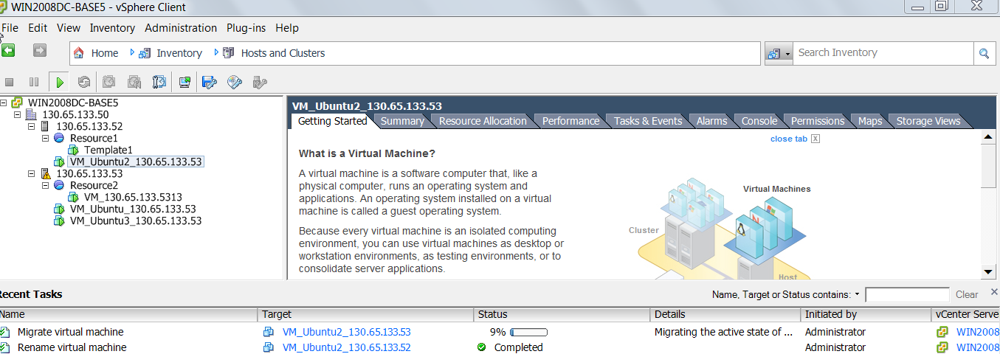 WIN2008DC-BASE5 - vSphere Client
File Edit View Inventory Administration Plug-ins Help
Home Inventory Hosts and Clusters Search Inventory
WIN2008DC-BASE5
130.65.133.50
130.65.133.52
Resource1
Template1
VM_Ubuntu2_130.65.133.53
130.65.133.53
Resource2
VM_130.65.133.5313
VM_Ubuntu_130.65.133.53
VM_Ubuntu3_130.65.133.53
VM_Ubuntu2_130.65.133.53
Getting Started Summary Resource Allocation Performance Tasks & Events Alarms Console Permissions Maps Storage Views
close tab X
What is a Virtual Machine?
A virtual machine is a software computer that, like a
physical computer, runs an operating system and
applications. An operating system installed on a virtual
machine is called a guest operating system.
Because every virtual machine is an isolated computing
environment, you can use virtual machines as desktop or
workstation environments, as testing environments, or to
consolidate server applications.
Virtual Machines
Cluster
Host
Recent Tasks Name, Target or Status contains: Clear
Name Target Status Details Initiated by vCenter Serve
Migrate virtual machine VM_Ubuntu2_130.65.133.53 9% Migrating the active state of ... Administrator WIN2008
Rename virtual machine VM_Ubuntu2_130.65.133.52 Completed Administrator WIN2008